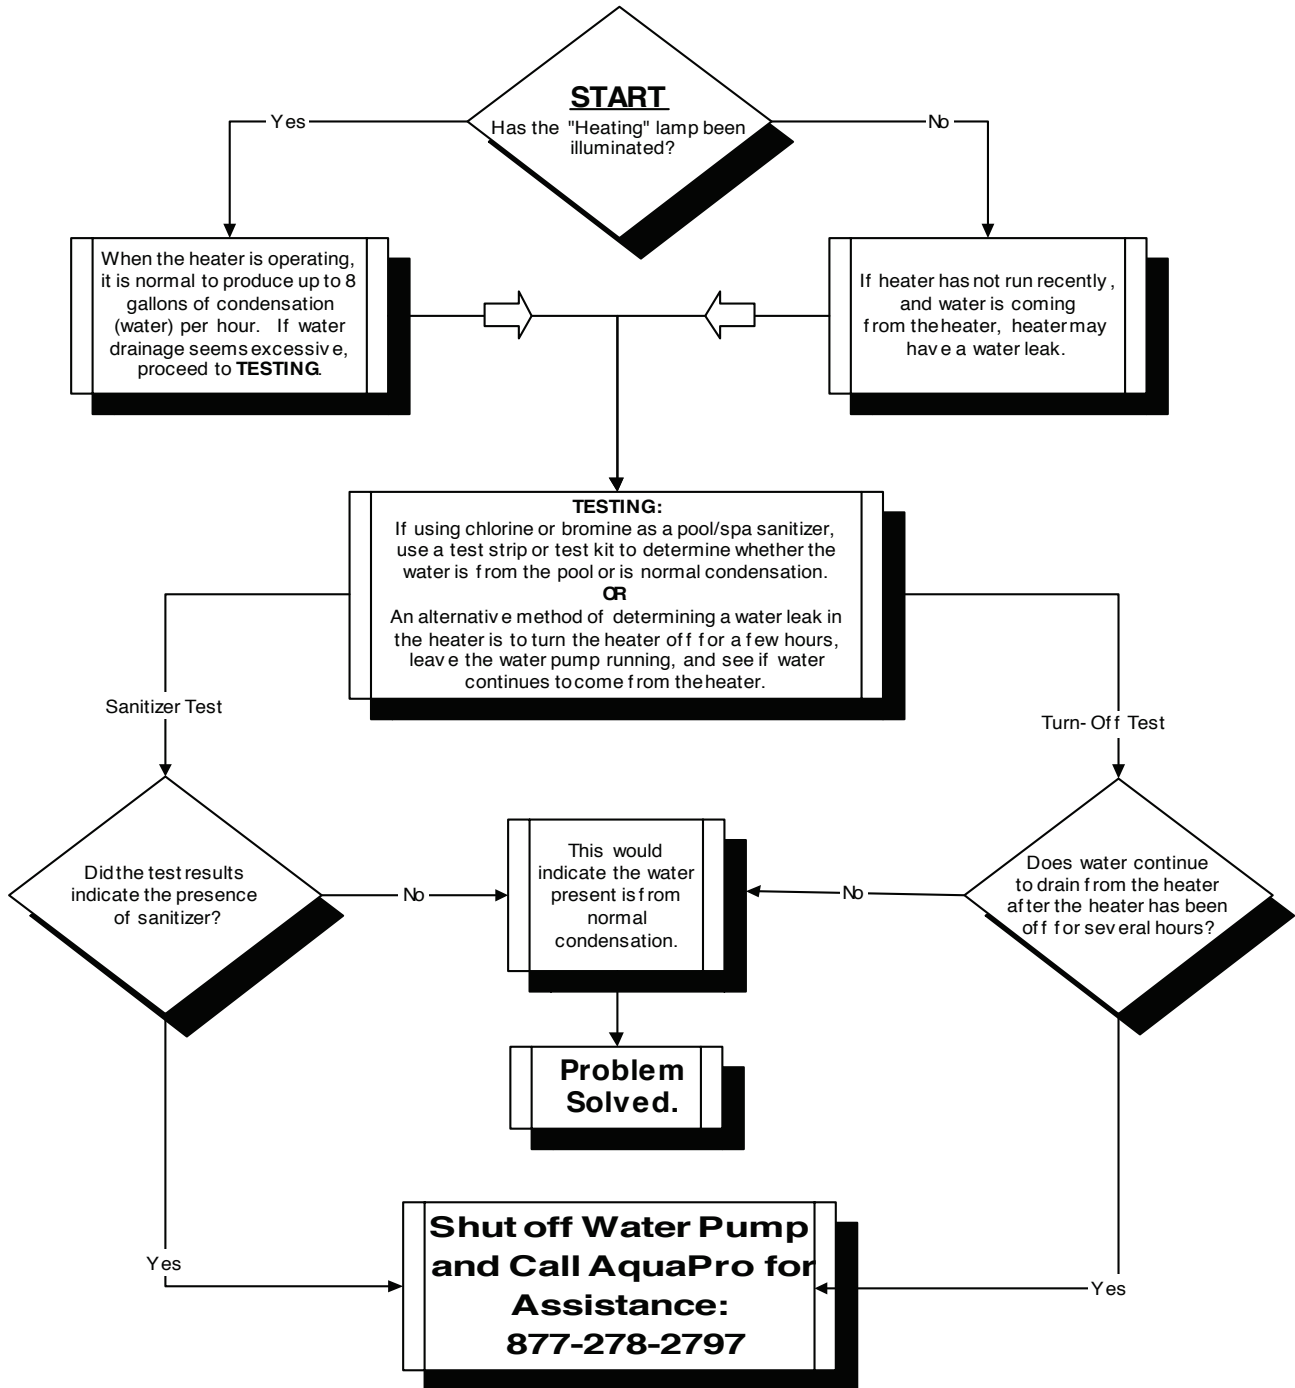 START
Has the "Heating" lamp been
illuminated?
Yes
No
When the heater is operating,
it is normal to produce up to 8
gallons of condensation
(water) per hour. If water
drainage seems excessive,
proceed to TESTING.
If heater has not run recently,
and water is coming
from the heater, heater may
have a water leak.
TESTING:
If using chlorine or bromine as a pool/spa sanitizer,
use a test strip or test kit to determine whether the
water is from the pool or is normal condensation.
OR
An alternative method of determining a water leak in
the heater is to turn the heater off for a few hours,
leave the water pump running, and see if water
continues to come from the heater.
Sanitizer Test
Turn-Off Test
Did the test results
indicate the presence
of sanitizer?
No
This would
indicate the water
present is from
normal
condensation.
No
Does water continue
to drain from the heater
after the heater has been
off for several hours?
Problem
Solved.
Yes
Shut off Water Pump
and Call AquaPro for
Assistance:
877-278-2797
Yes